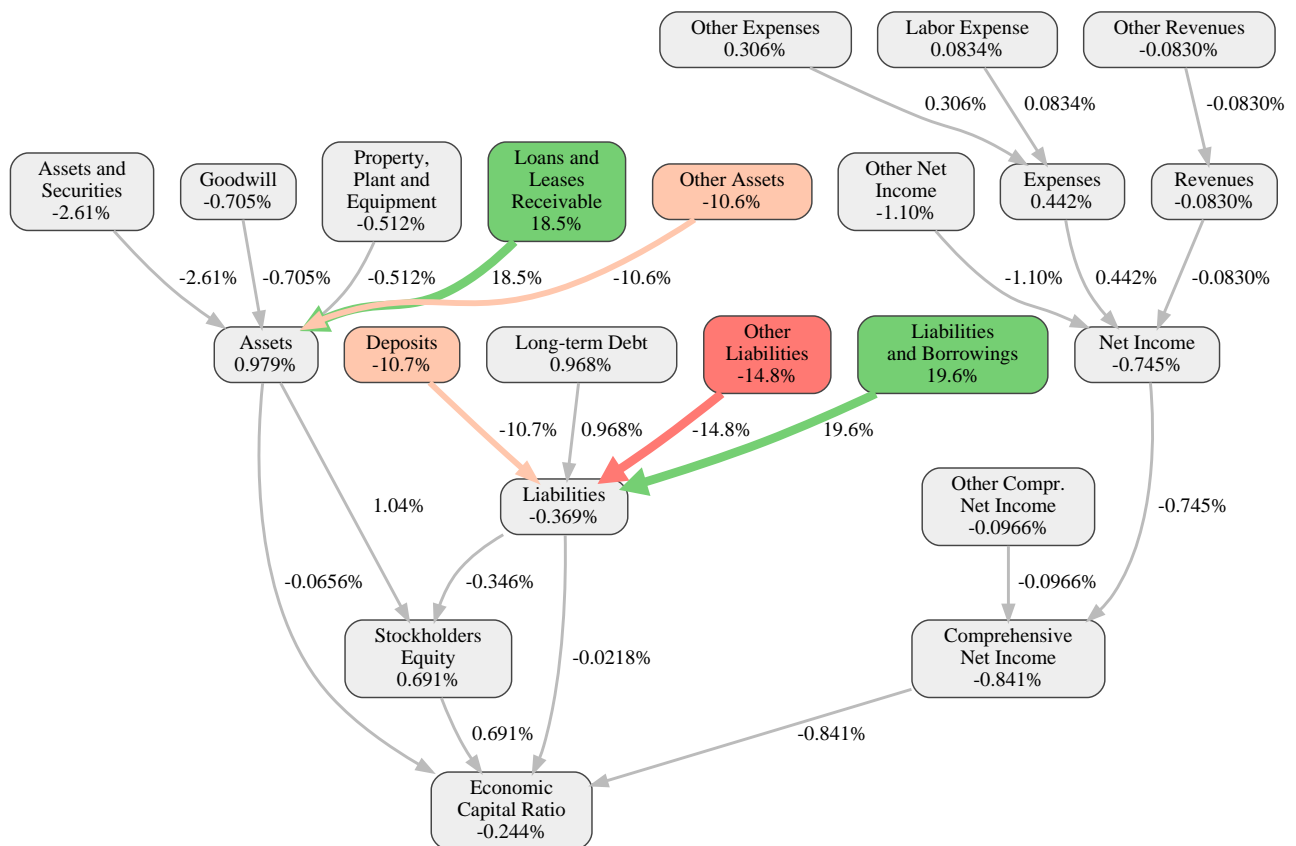 Other Expenses
0.306%
Labor Expense
0.0834%
Other Revenues
-0.0830%
0.306%
0.0834%
-0.0830%
Assets and
Securities
-2.61%
Goodwill
-0.705%
Property,
Plant and
Equipment
-0.512%
Loans and
Leases
Receivable
18.5%
Other Assets
-10.6%
Other Net
Income
-1.10%
Expenses
0.442%
Revenues
-0.0830%
-2.61%
-0.705%
-0.512%
18.5%
-10.6%
-1.10%
0.442%
-0.0830%
Assets
0.979%
Deposits
-10.7%
Long-term Debt
0.968%
Other
Liabilities
-14.8%
Liabilities
and Borrowings
19.6%
Net Income
-0.745%
-10.7%
0.968%
-14.8%
19.6%
Liabilities
-0.369%
Other Compr.
Net Income
-0.0966%
1.04%
-0.745%
-0.0656%
-0.346%
-0.0966%
Stockholders
Equity
0.691%
-0.0218%
Comprehensive
Net Income
-0.841%
0.691%
-0.841%
Economic
Capital Ratio
-0.244%